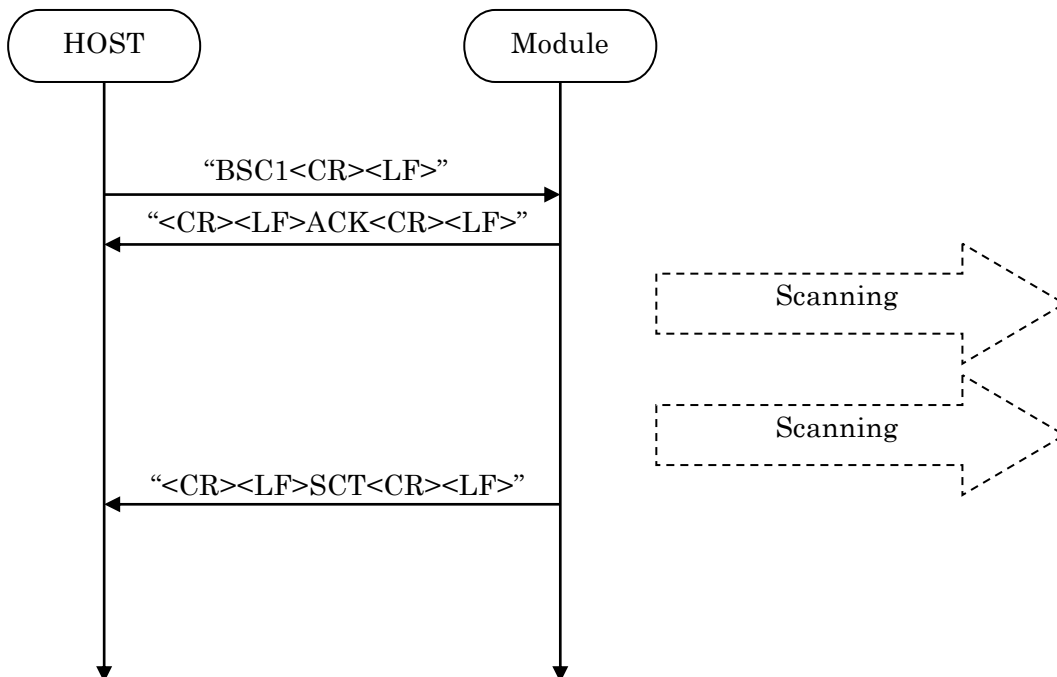 HOST
Module
“BSC1<CR><LF>”
“<CR><LF>ACK<CR><LF>”
Scanning
Scanning
“<CR><LF>SCT<CR><LF>”